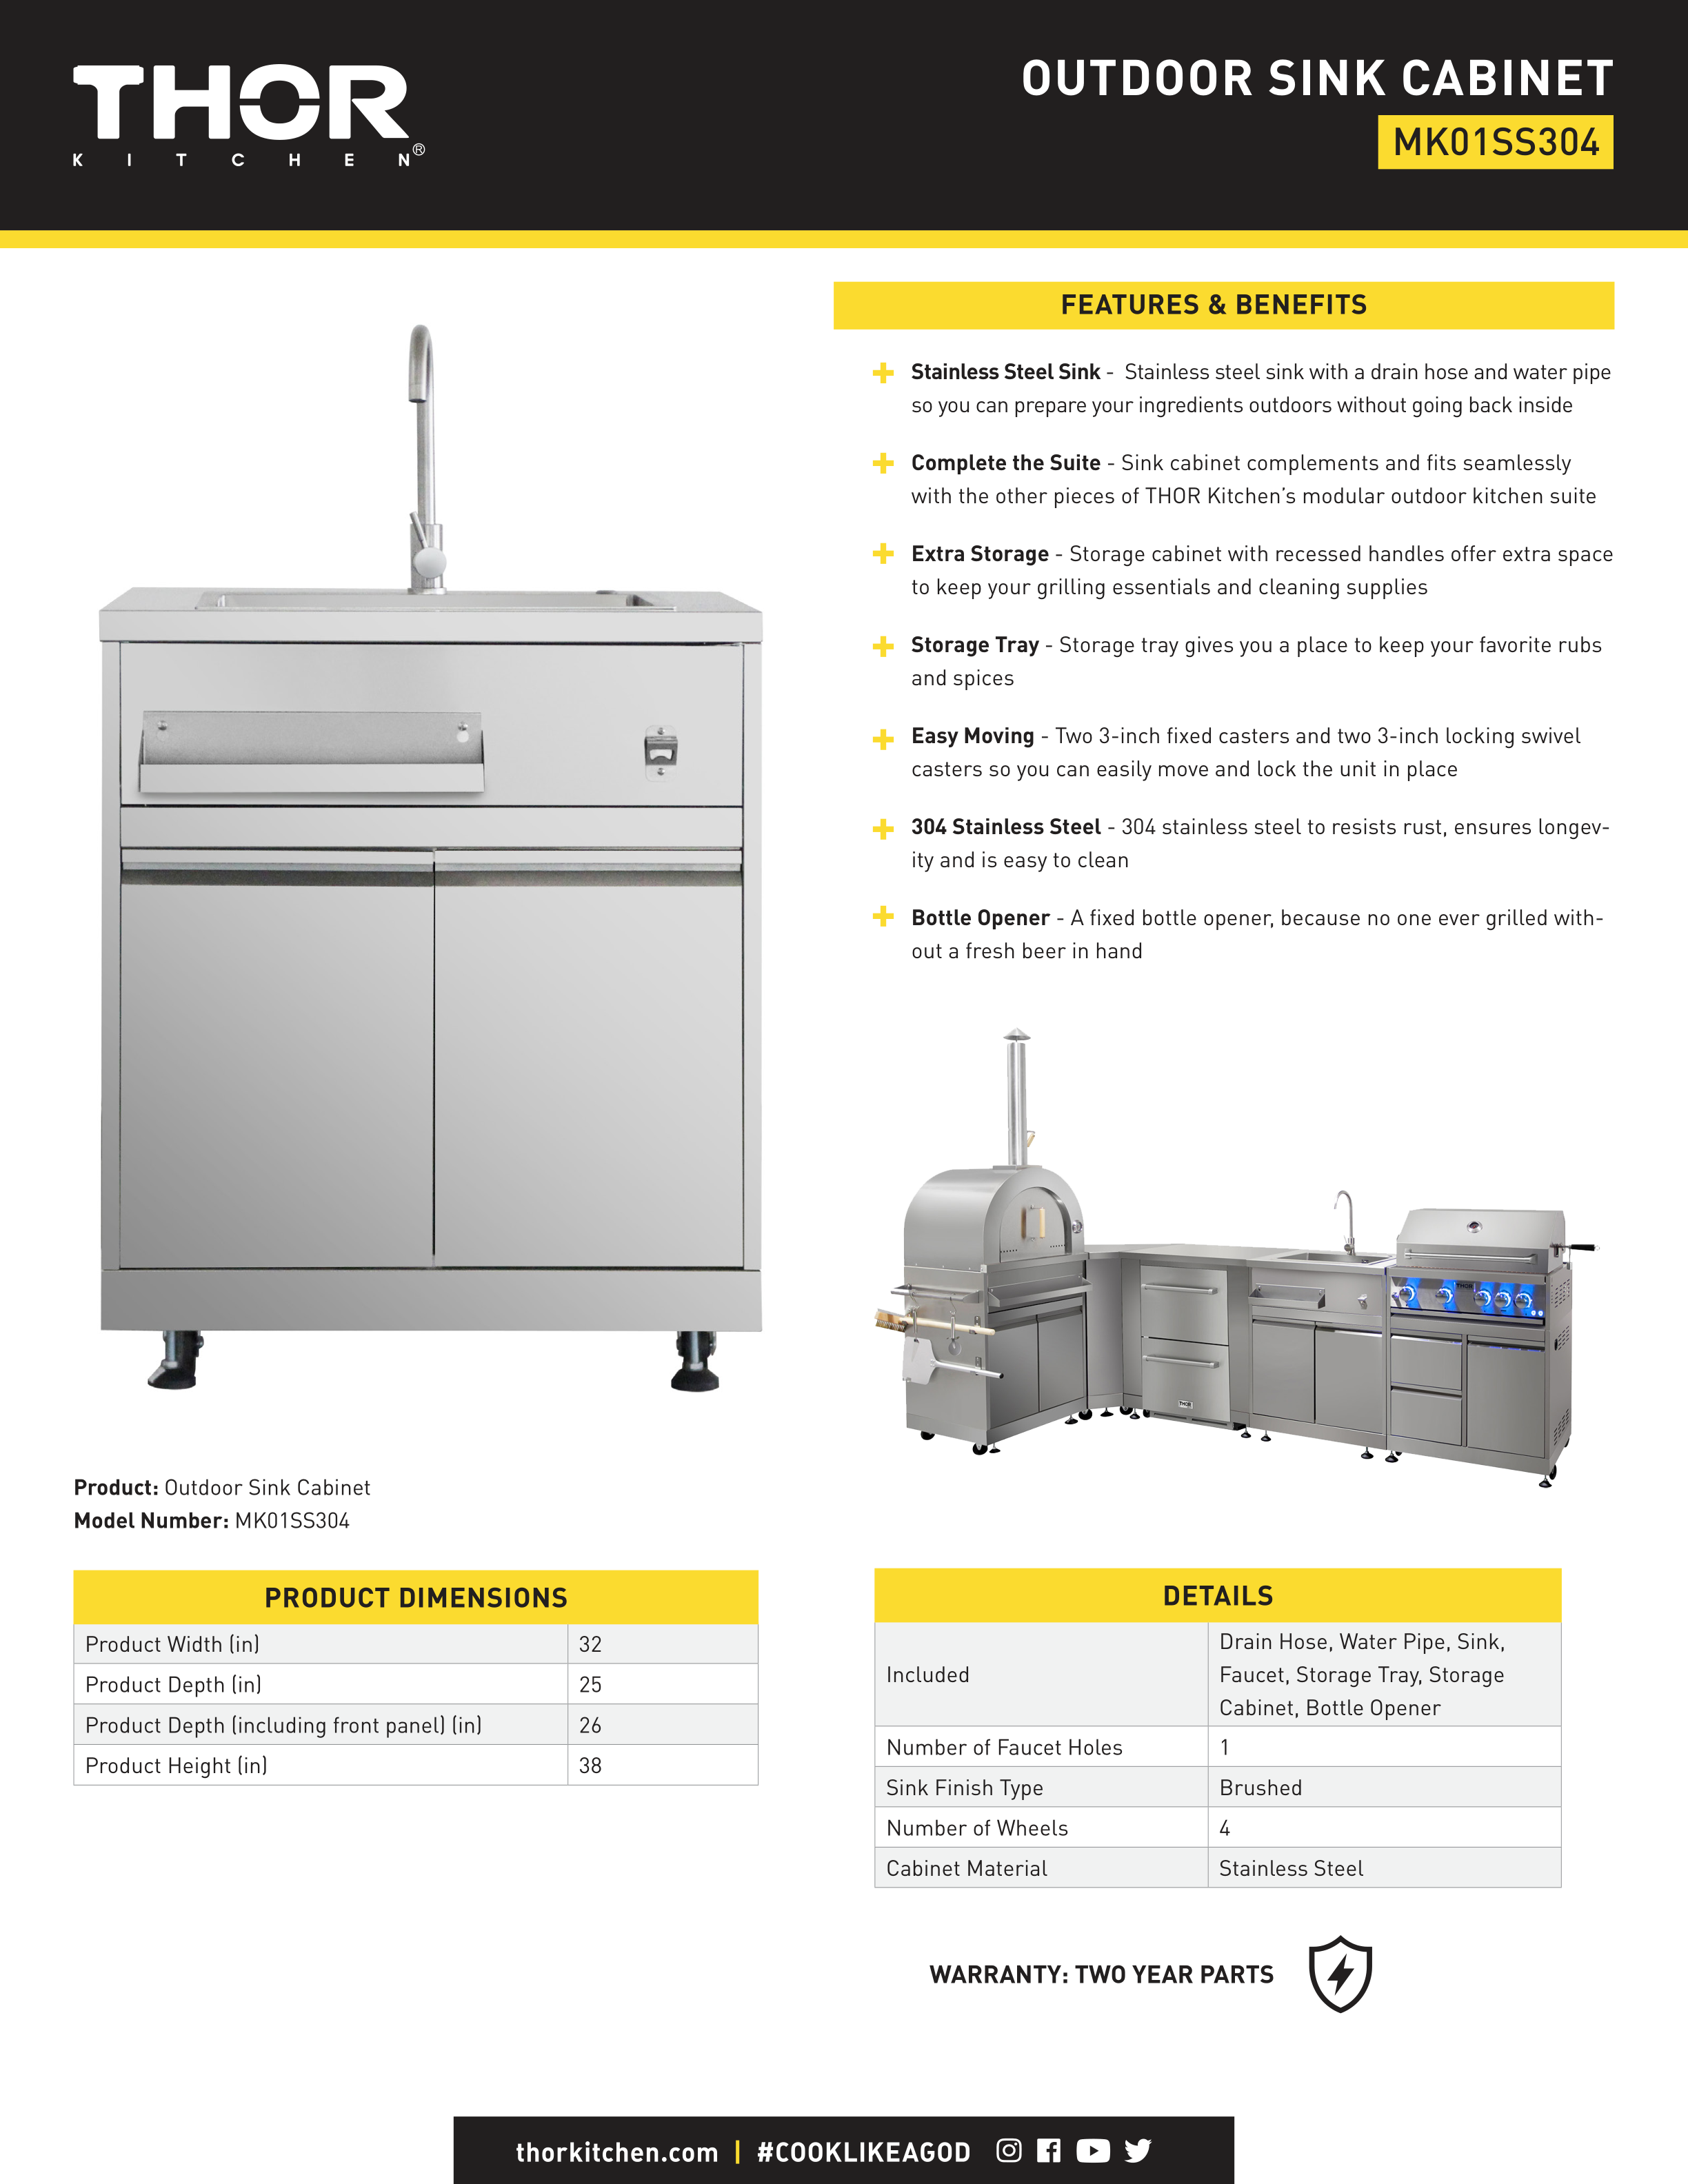 THOR
KITCHEN®
OUTDOOR SINK CABINET
MK01SS304
FEATURES & BENEFITS
Stainless Steel Sink -  Stainless steel sink with a drain hose and water pipe
so you can prepare your ingredients outdoors without going back inside
Complete the Suite - Sink cabinet complements and fits seamlessly
with the other pieces of THOR Kitchen's modular outdoor kitchen suite
Extra Storage - Storage cabinet with recessed handles offer extra space
to keep your grilling essentials and cleaning supplies
Storage Tray - Storage tray gives you a place to keep your favorite rubs
and spices
Easy Moving - Two 3-inch fixed casters and two 3-inch locking swivel
casters so you can easily move and lock the unit in place
304 Stainless Steel - 304 stainless steel to resists rust, ensures longev-
ity and is easy to clean
Bottle Opener - A fixed bottle opener, because no one ever grilled with-
out a fresh beer in hand
THOR
THOR
Product: Outdoor Sink Cabinet
Model Number: MK01SS304
PRODUCT DIMENSIONS
Product Width (in) 32
Product Depth (in) 25
Product Depth (including front panel) (in) 26
Product Height (in) 38
DETAILS
Included
Drain Hose, Water Pipe, Sink,
Faucet, Storage Tray, Storage
Cabinet, Bottle Opener
Number of Faucet Holes 1
Sink Finish Type Brushed
Number of Wheels 4
Cabinet Material Stainless Steel
WARRANTY: TWO YEAR PARTS
thorkitchen.com | #COOKLIKEAGOD